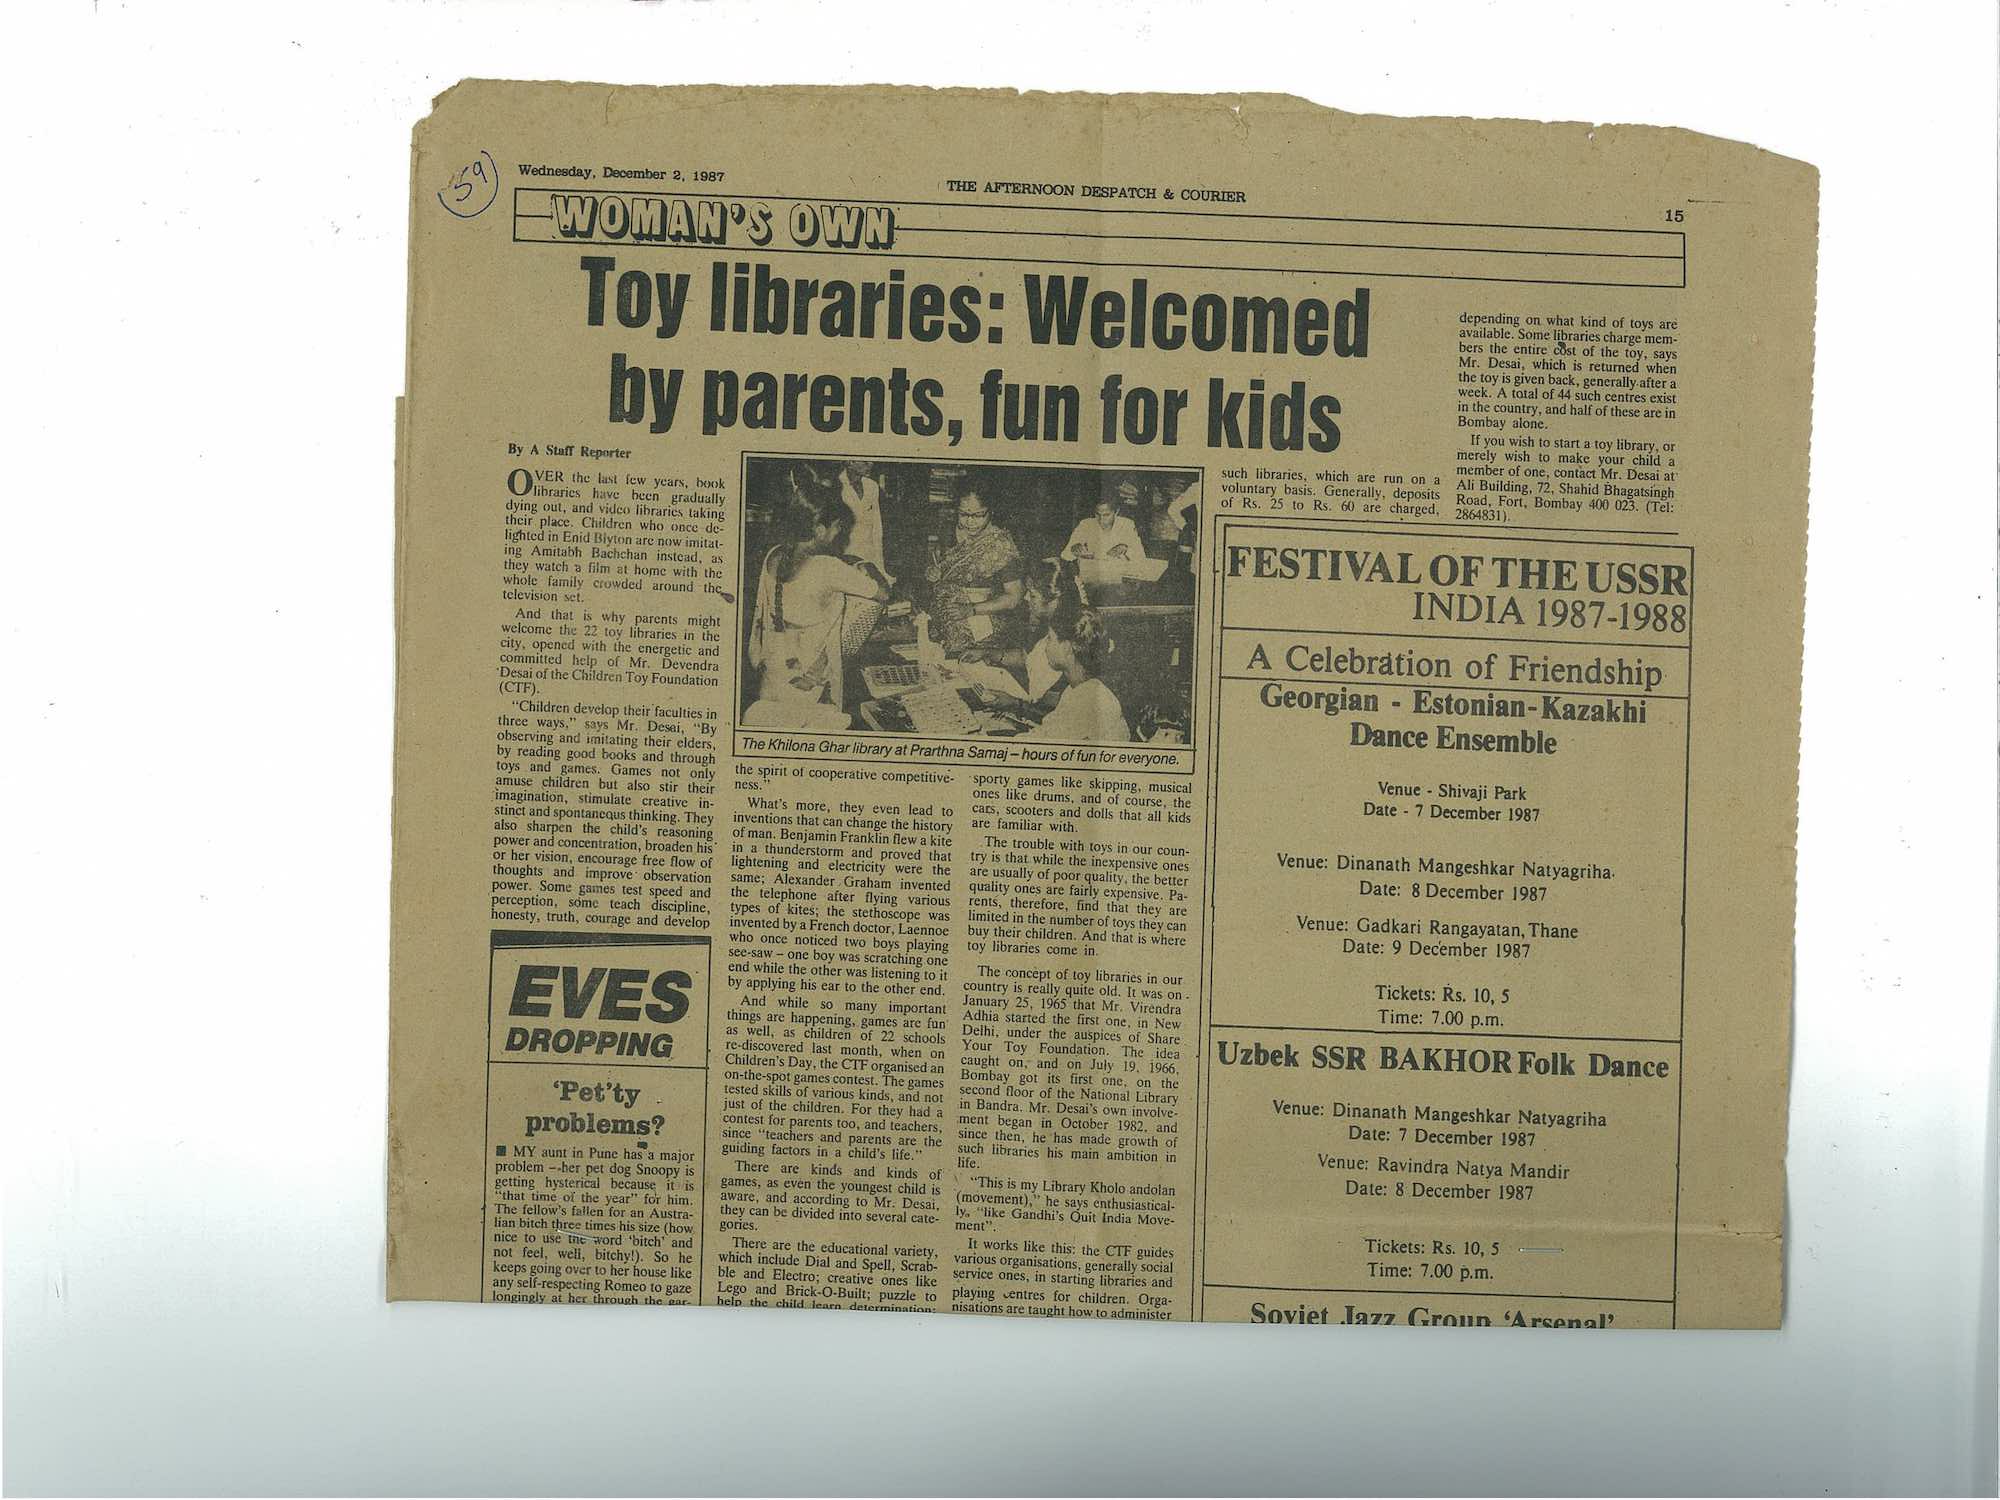 59
Wednesday, December 2, 1987
THE AFTERNOON DESPATCH & COURIER
15
WOMAN'S OWN
Toy libraries: Welcomed
by parents, fun for kids
By A Staff Reporter
OVER the last few years, book
libraries have been gradually
dying out, and video libraries taking
their place. Children who once de-
lighted in Enid Blyton are now imitat-
ing Amitabh Bachchan instead, as
they watch a film at home with the
whole family crowded around the
television set.
And that is why parents might
welcome the 22 toy libraries in the
city, opened with the energetic and
committed help of Mr. Devendra
Desai of the Children Toy Foundation
(CTF).
"Children develop their faculties in
three ways," says Mr. Desai, "By
observing and imitating their elders,
by reading good books and through
toys and games. Games not only
amuse children but also stir their
imagination, stimulate creative in-
stinct and spontaneous thinking. They
also sharpen the child's reasoning
power and concentration, broaden his
or her vision, encourage free flow of
thoughts and improve observation
power. Some games test speed and
perception, some teach discipline,
honesty, truth, courage and develop
The Khilona Ghar library at Prarthna Samaj – hours of fun for everyone.
the spirit of cooperative competitive-
ness."
What's more, they even lead to
inventions that can change the history
of man. Benjamin Franklin flew a kite
in a thunderstorm and proved that
lightening and electricity were the
same; Alexander Graham invented
the telephone after flying various
types of kites; the stethoscope was
invented by a French doctor, Laennoe
who once noticed two boys playing
see-saw – one boy was scratching one
end while the other was listening to it
by applying his ear to the other end.
And while so many important
things are happening, games are fun
as well, as children of 22 schools
re-discovered last month, when on
Children's Day, the CTF organised an
on-the-spot games contest. The games
tested skills of various kinds, and not
just of the children. For they had a
contest for parents too, and teachers,
since "teachers and parents are the
guiding factors in a child's life."
There are kinds and kinds of
games, as even the youngest child is
aware, and according to Mr. Desai,
they can be divided into several cate-
gories.
There are the educational variety,
which include Dial and Spell, Scrab-
ble and Electro; creative ones like
Lego and Brick-O-Built; puzzle to
help the child learn determination;
sporty games like skipping, musical
ones like drums, and of course, the
cars, scooters and dolls that all kids
are familiar with.
The trouble with toys in our coun-
try is that while the inexpensive ones
are usually of poor quality, the better
quality ones are fairly expensive. Pa-
rents, therefore, find that they are
limited in the number of toys they can
buy their children. And that is where
toy libraries come in.
The concept of toy libraries in our
country is really quite old. It was on
January 25, 1965 that Mr. Virendra
Adhia started the first one, in New
Delhi, under the auspices of Share
Your Toy Foundation. The idea
caught on, and on July 19, 1966,
Bombay got its first one, on the
second floor of the National Library
in Bandra. Mr. Desai's own involve-
ment began in October 1982, and
since then, he has made growth of
such libraries his main ambition in
life.
"This is my Library Kholo andolan
(movement)," he says enthusiastical-
ly, "like Gandhi's Quit India Move-
ment".
It works like this: the CTF guides
various organisations, generally social
service ones, in starting libraries and
playing centres for children. Orga-
nisations are taught how to administer
such libraries, which are run on a
voluntary basis. Generally, deposits
of Rs. 25 to Rs. 60 are charged,
depending on what kind of toys are
available. Some libraries charge mem-
bers the entire cost of the toy, says
Mr. Desai, which is returned when
the toy is given back, generally after a
week. A total of 44 such centres exist
in the country, and half of these are in
Bombay alone.
If you wish to start a toy library, or
merely wish to make your child a
member of one, contact Mr. Desai at
Ali Building, 72, Shahid Bhagatsingh
Road, Fort, Bombay 400 023. (Tel:
2864831).
EVES
DROPPING
'Pet'ty
problems?
■ MY aunt in Pune has a major
problem – her pet dog Snoopy is
getting hysterical because it is
"that time of the year" for him.
The fellow's fallen for an Austra-
lian bitch three times his size (how
nice to use the word 'bitch' and
not feel, well, bitchy!). So he
keeps going over to her house like
any self-respecting Romeo to gaze
longingly at her through the gar-
FESTIVAL OF THE USSR
INDIA 1987-1988
A Celebration of Friendship
Georgian - Estonian-Kazakhi
Dance Ensemble
Venue - Shivaji Park
Date - 7 December 1987
Venue: Dinanath Mangeshkar Natyagriha.
Date: 8 December 1987
Venue: Gadkari Rangayatan, Thane
Date: 9 December 1987
Tickets: Rs. 10, 5
Time: 7.00 p.m.
Uzbek SSR BAKHOR Folk Dance
Venue: Dinanath Mangeshkar Natyagriha
Date: 7 December 1987
Venue: Ravindra Natya Mandir
Date: 8 December 1987
Tickets: Rs. 10, 5
Time: 7.00 p.m.
Soviet Jazz Group 'Arsenal'